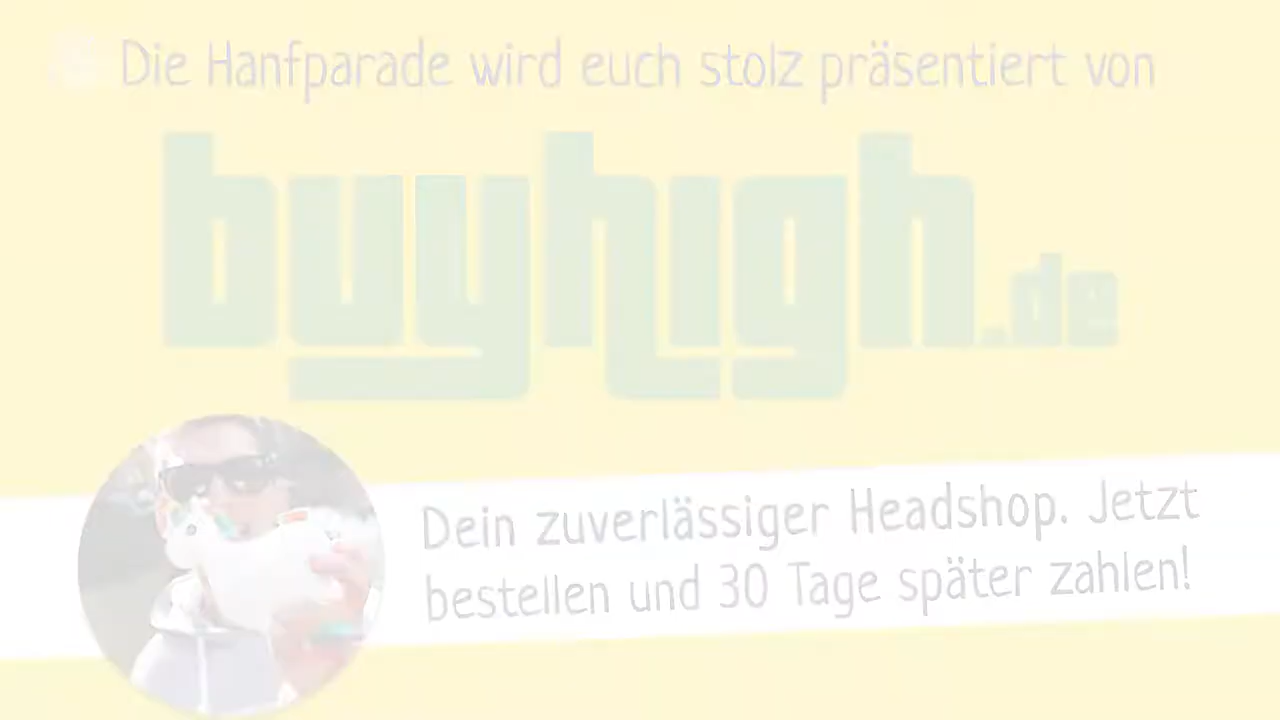 Die Hanfparade wird euch stolz präsentiert von
buyhigh.de
Dein zuverlässiger Headshop. Jetzt
bestellen und 30 Tage später zahlen!